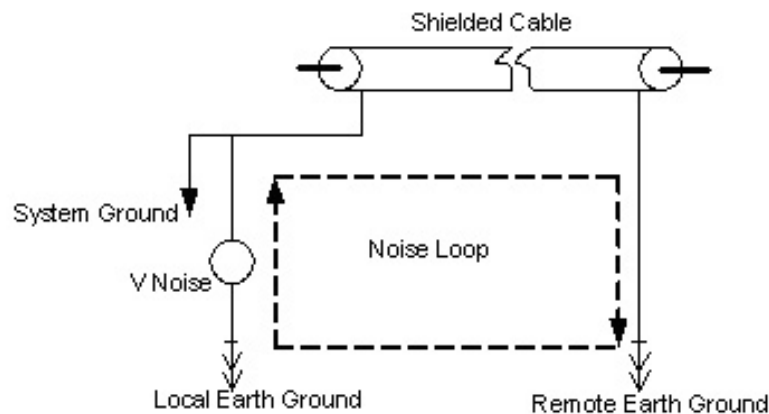 Shielded Cable
System Ground
Noise Loop
V Noise
Local Earth Ground
Remote Earth Ground